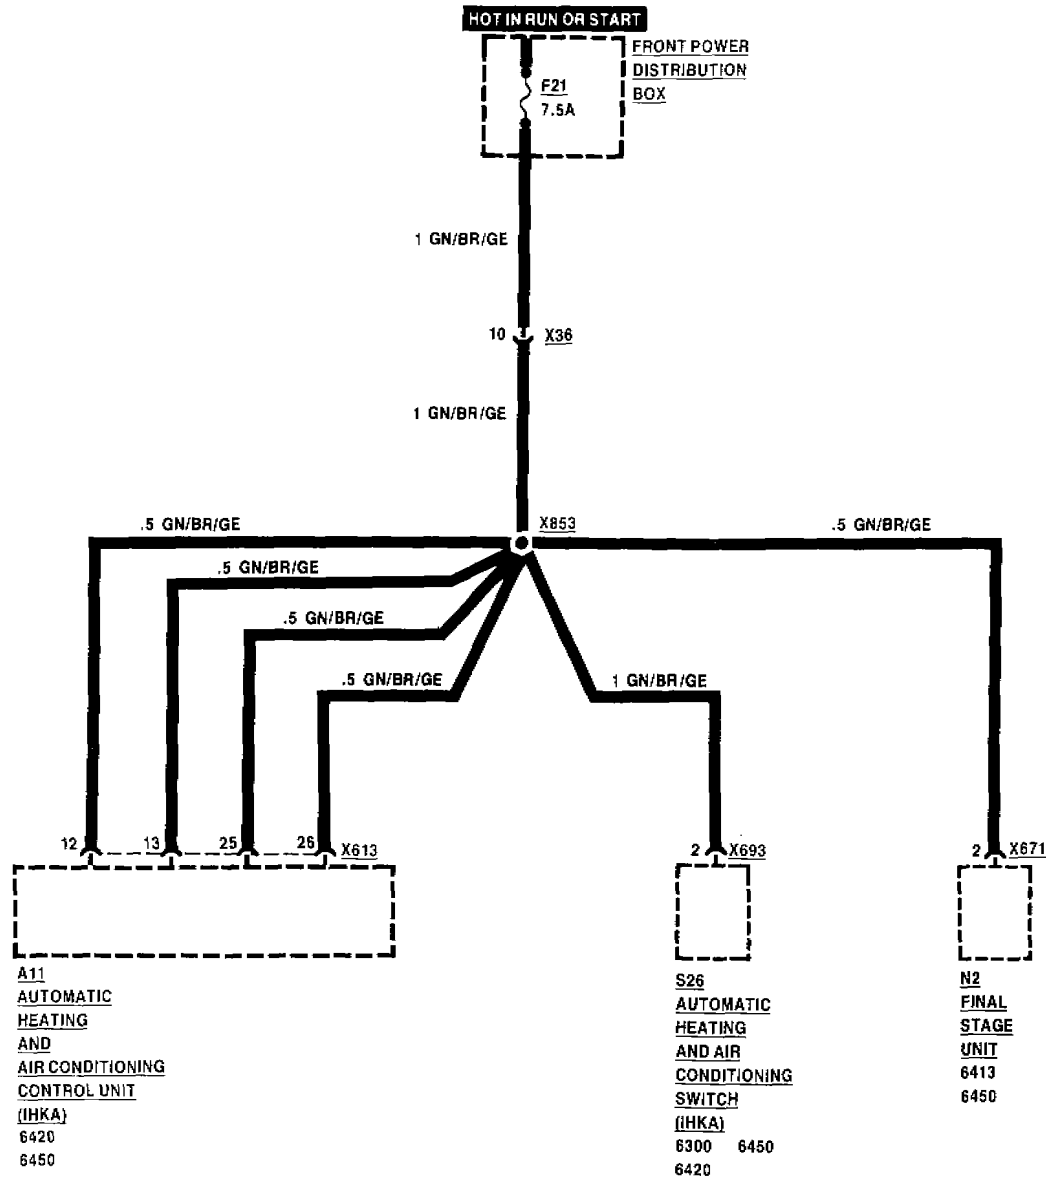 HOT IN RUN OR START
FRONT POWER
DISTRIBUTION
BOX
F21
7.5A
1 GN/BR/GE
10
X36
1 GN/BR/GE
X853
.5 GN/BR/GE
.5 GN/BR/GE
.5 GN/BR/GE
.5 GN/BR/GE
.5 GN/BR/GE
1 GN/BR/GE
12
13
25
26
X613
2
X693
2
X671
A11
AUTOMATIC
HEATING
AND
AIR CONDITIONING
CONTROL UNIT
(IHKA)
6420
6450
S26
AUTOMATIC
HEATING
AND AIR
CONDITIONING
SWITCH
(IHKA)
6300 6450
6420
N2
FINAL
STAGE
UNIT
6413
6450